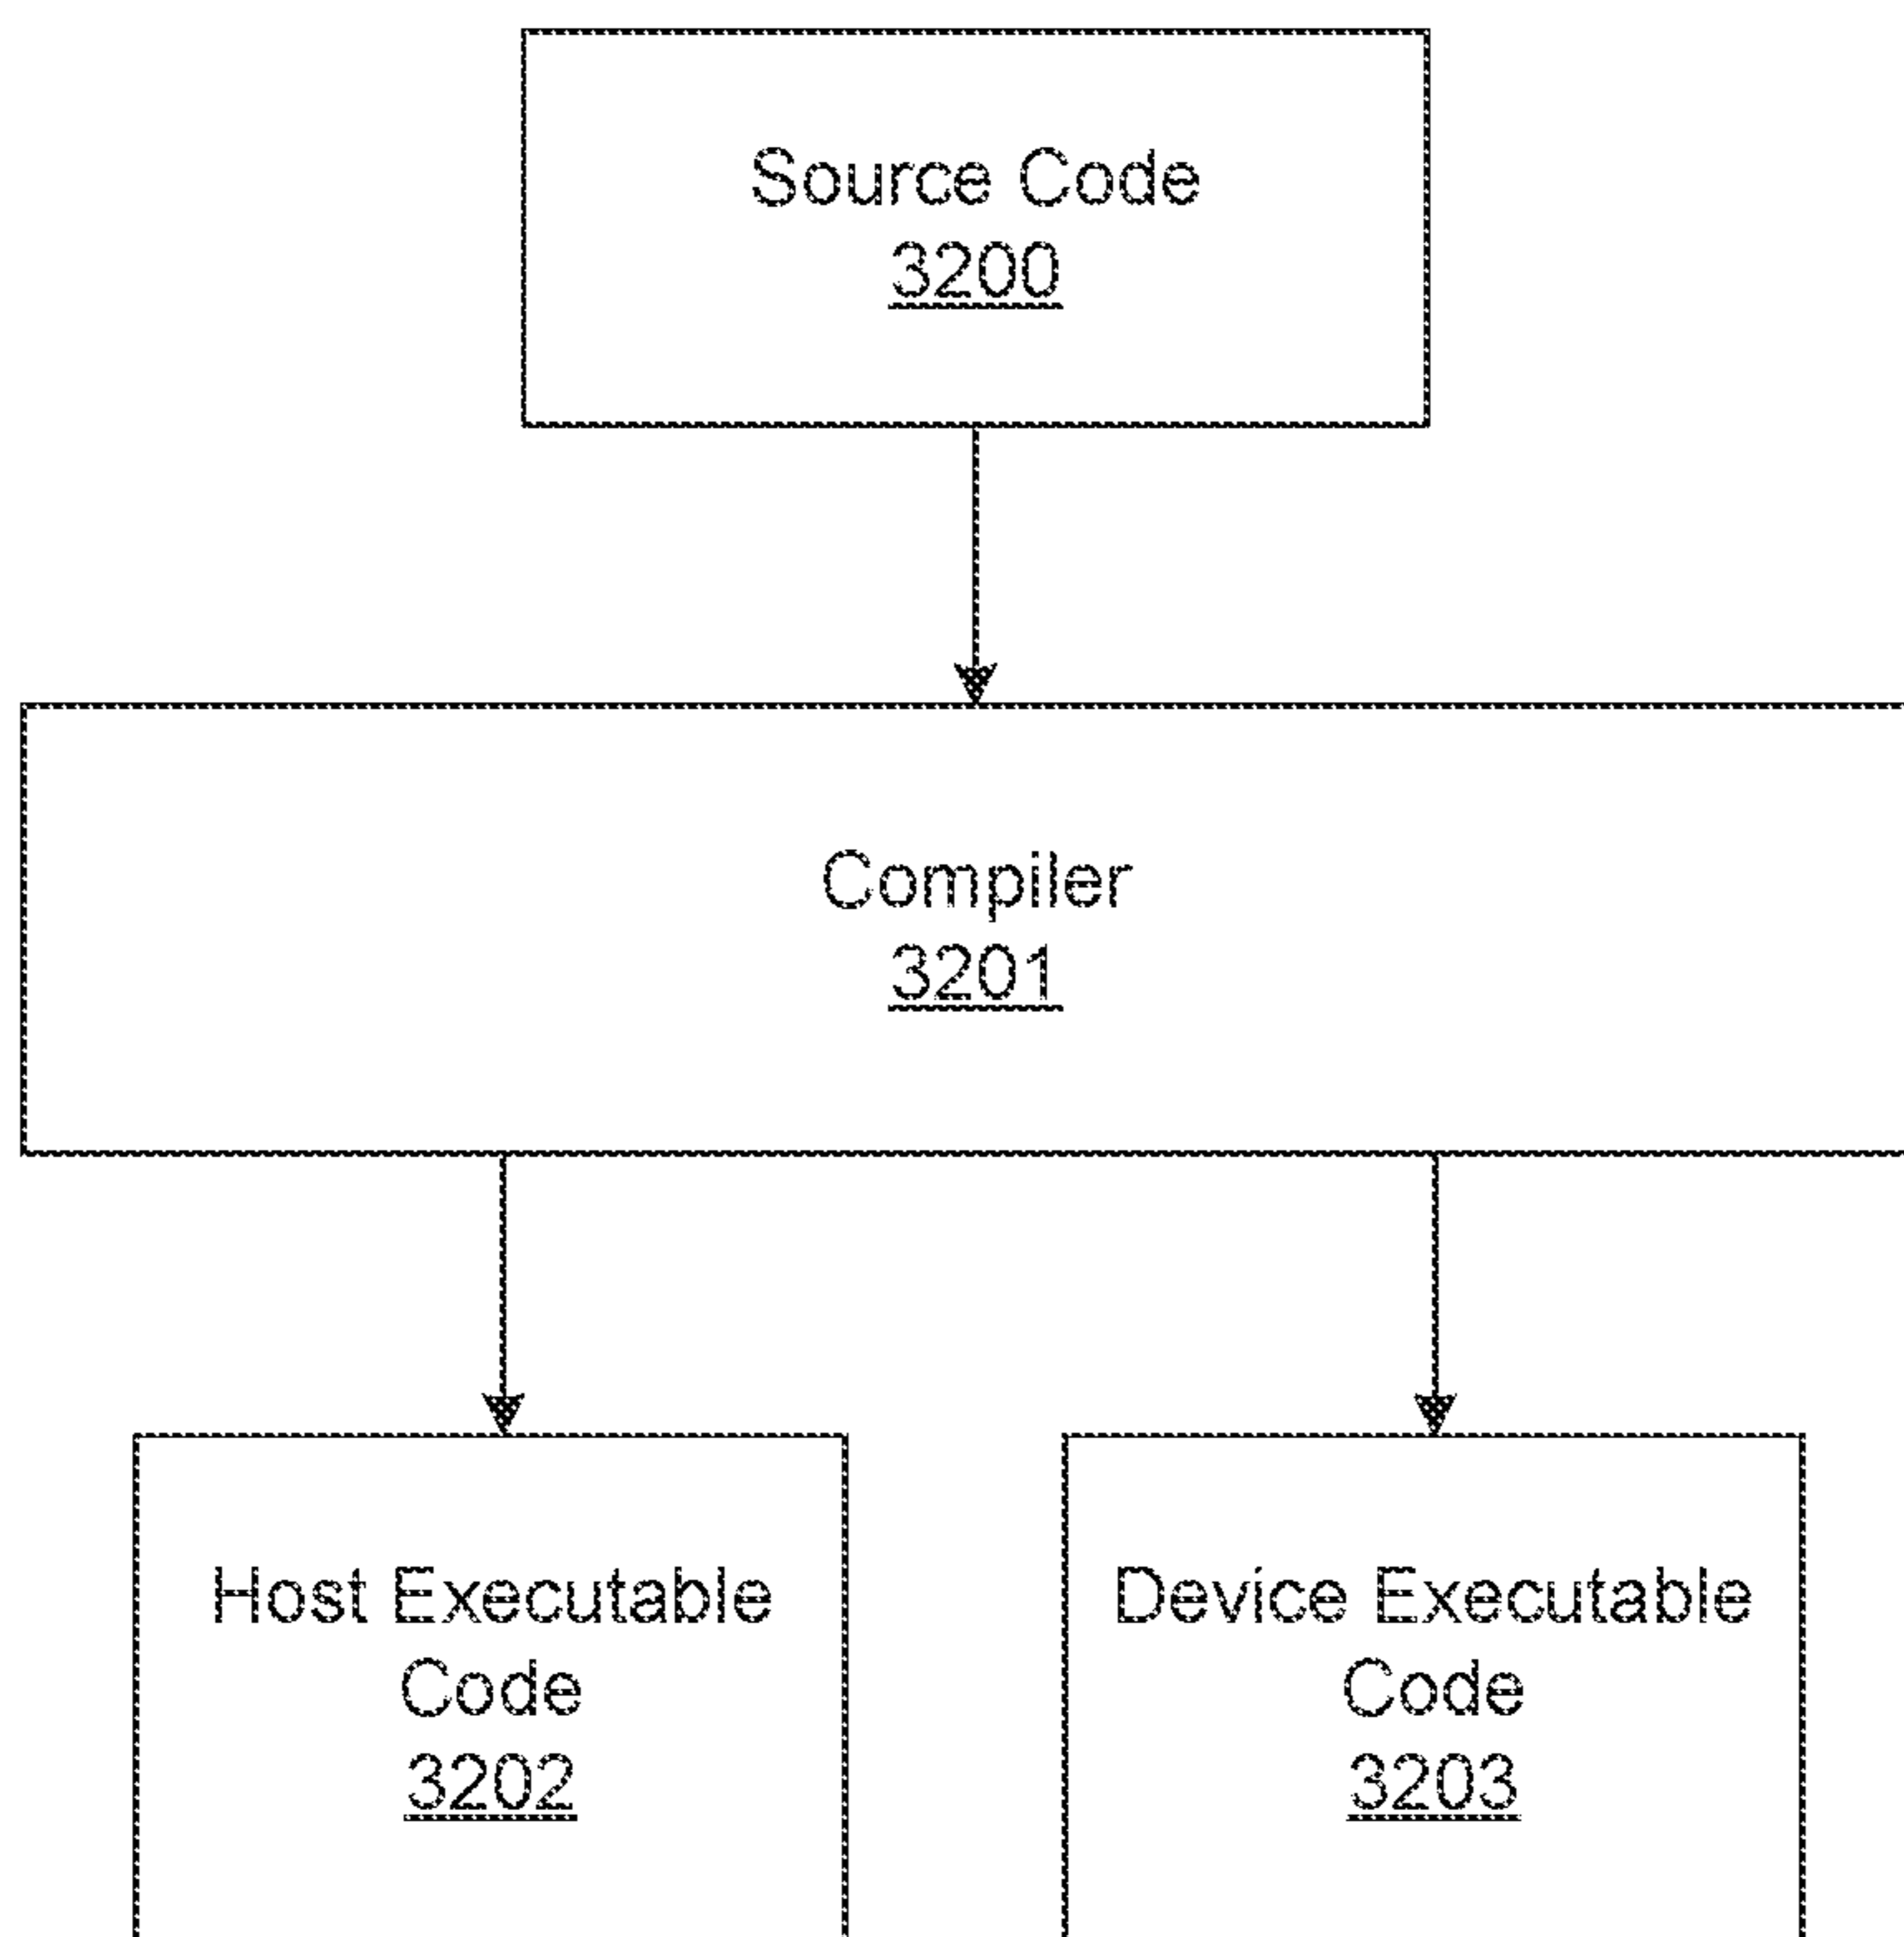 Source Code
3200
Compiler
3201
Host Executable
Code
3202
Device Executable
Code
3203